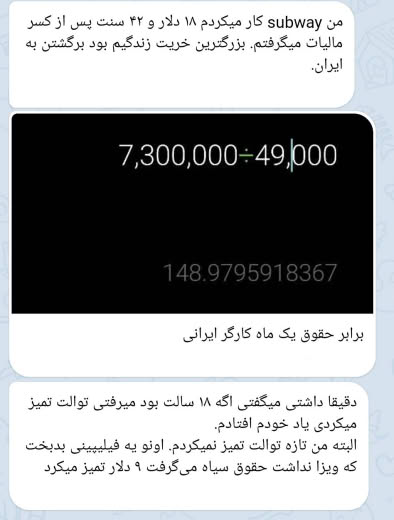 من subway کار میکردم ۱۸ دلار و ۴۲ سنت پس از کسر
مالیات میگرفتم. بزرگترین خریت زندگیم بود برگشتن به
ایران.
7,300,000÷49,000
148.9795918367
برابر حقوق یک ماه کارگر ایرانی
دقیقا داشتی میگفتی اگه ۱۸ سالت بود میرفتی توالت تمیز
میکردی یاد خودم افتادم.
البته من تازه توالت تمیز نمیکردم. اونو یه فیلیپینی بدبخت
که ویزا نداشت حقوق سیاه می‌گرفت ۹ دلار تمیز میکرد